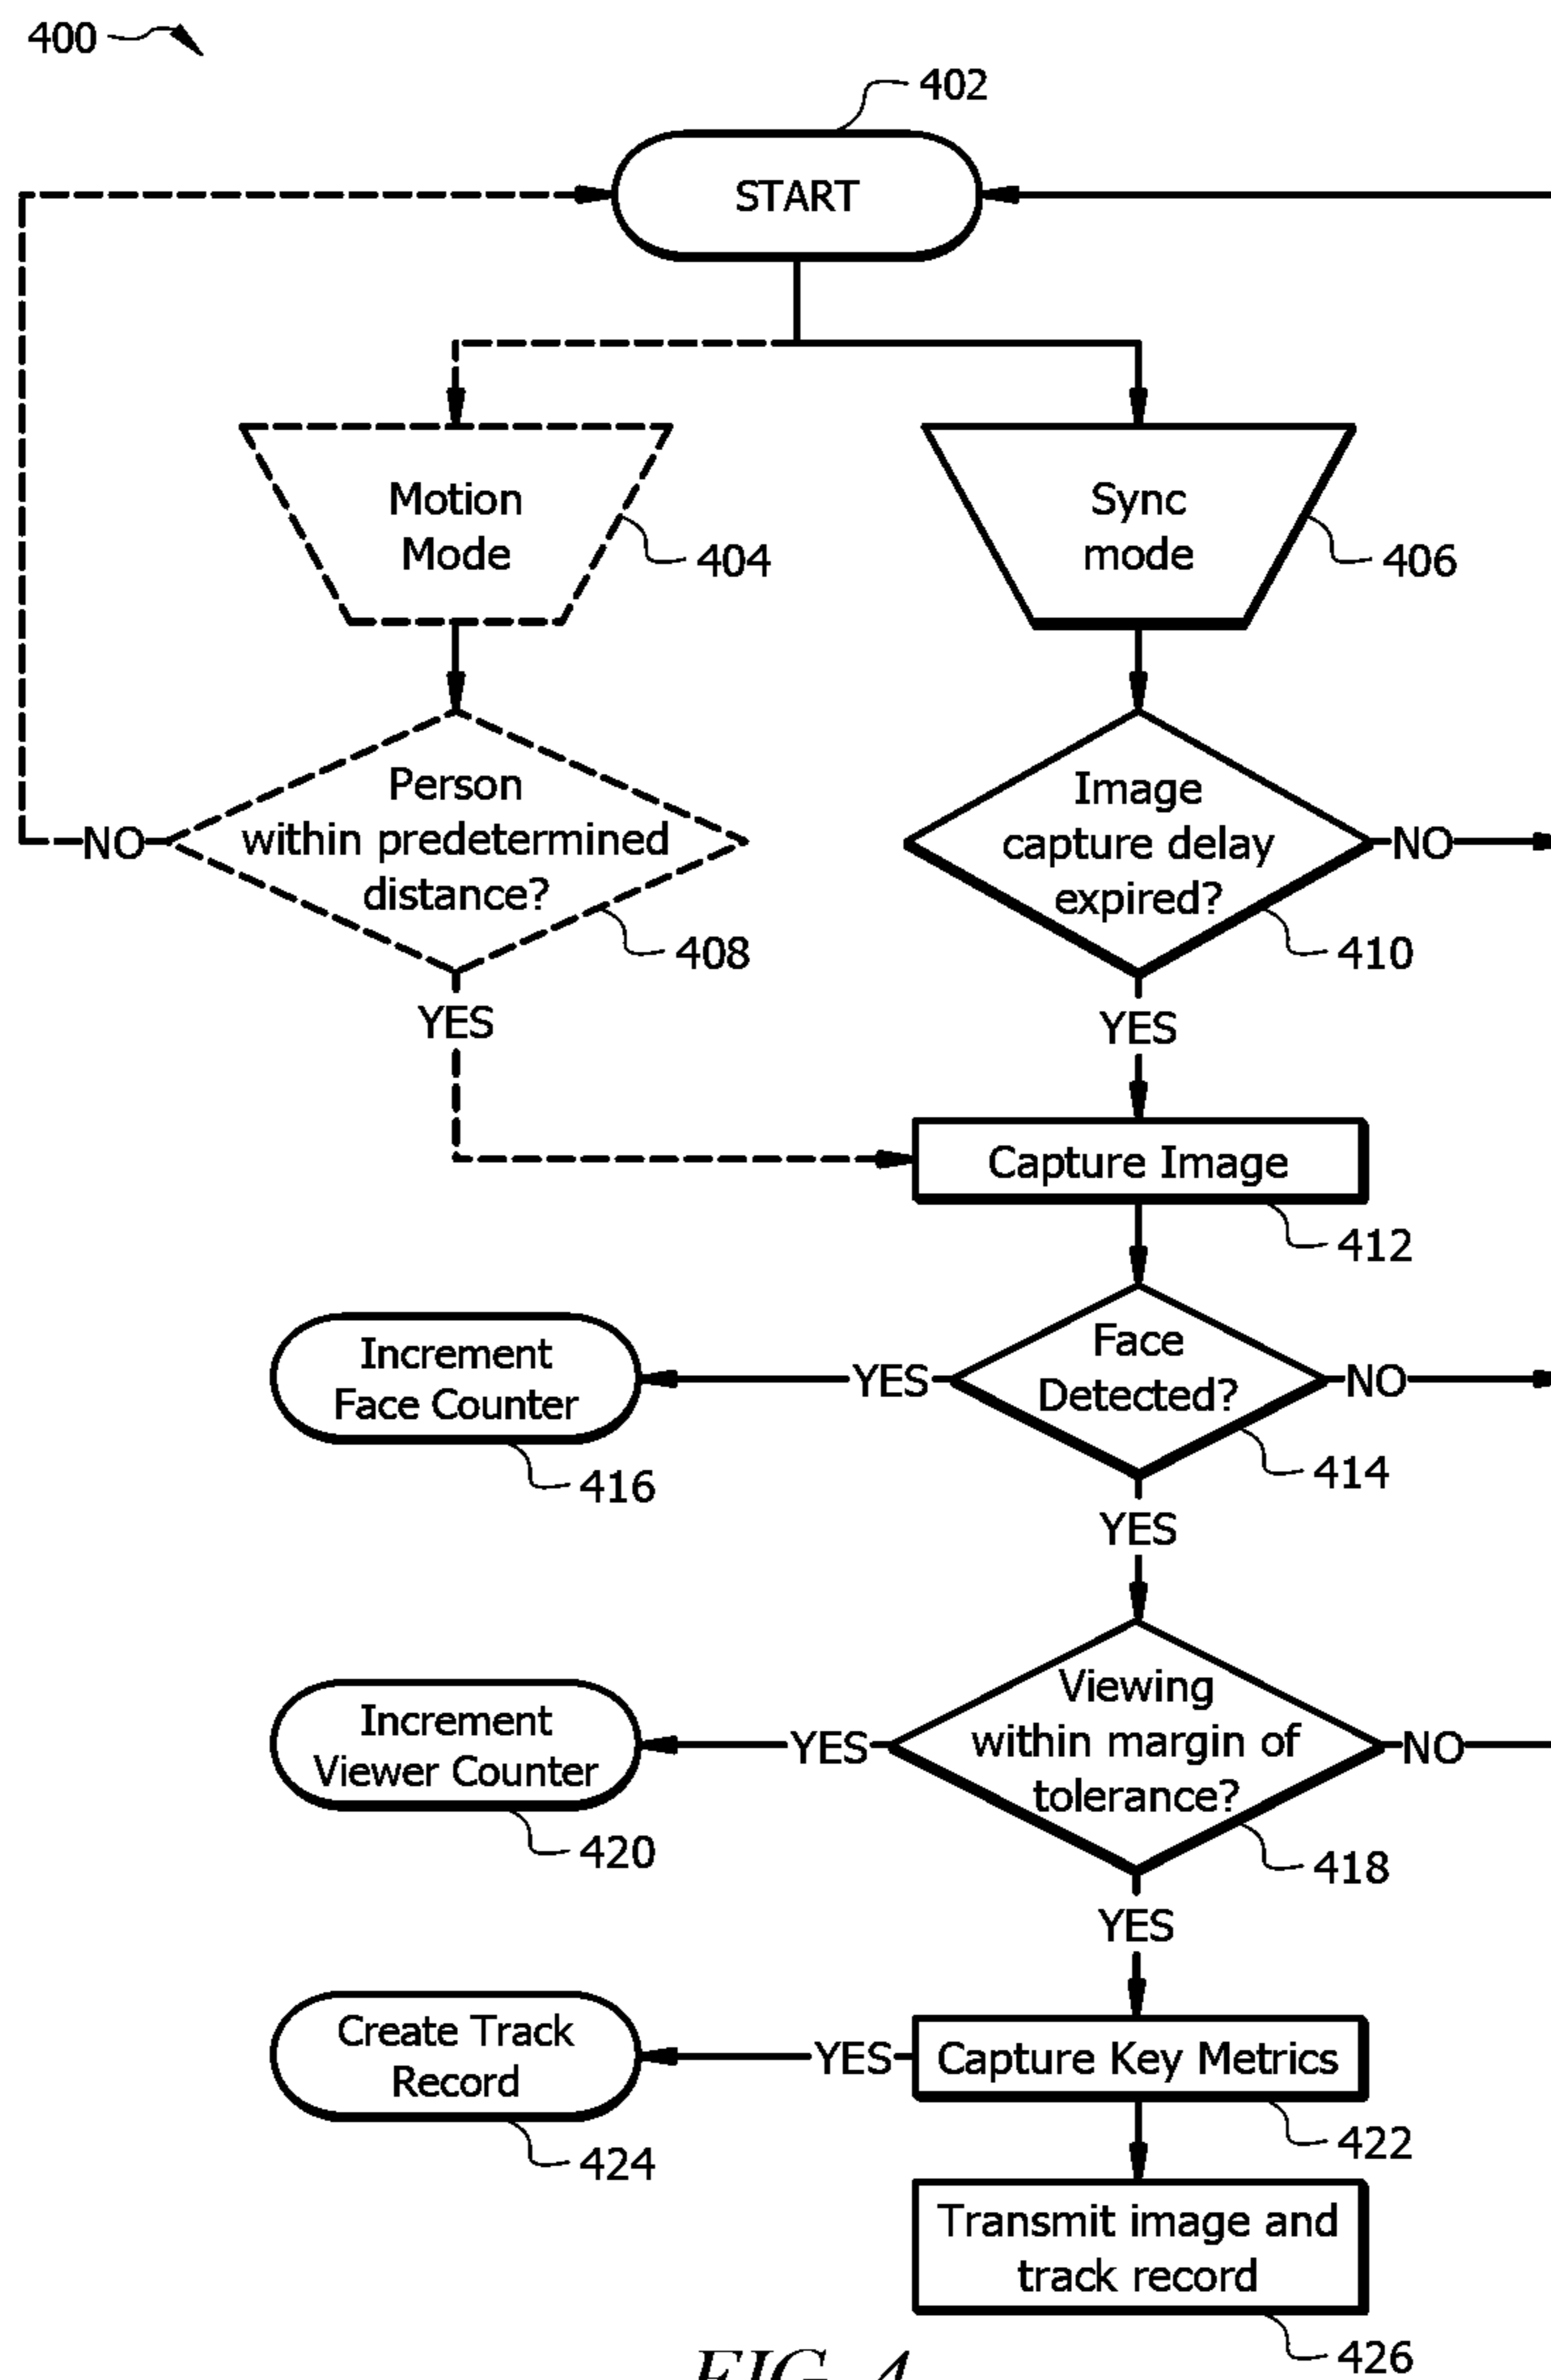 400
402
START
Motion
Mode
404
Sync
mode
406
Person
within predetermined
distance?
NO
408
Image
capture delay
expired?
NO
410
YES
YES
Capture Image
412
Increment
Face Counter
416
YES
Face
Detected?
NO
414
YES
Increment
Viewer Counter
420
YES
Viewing
within margin of
tolerance?
NO
418
YES
Create Track
Record
424
YES
Capture Key Metrics
422
Transmit image and
track record
426
FIG. 4